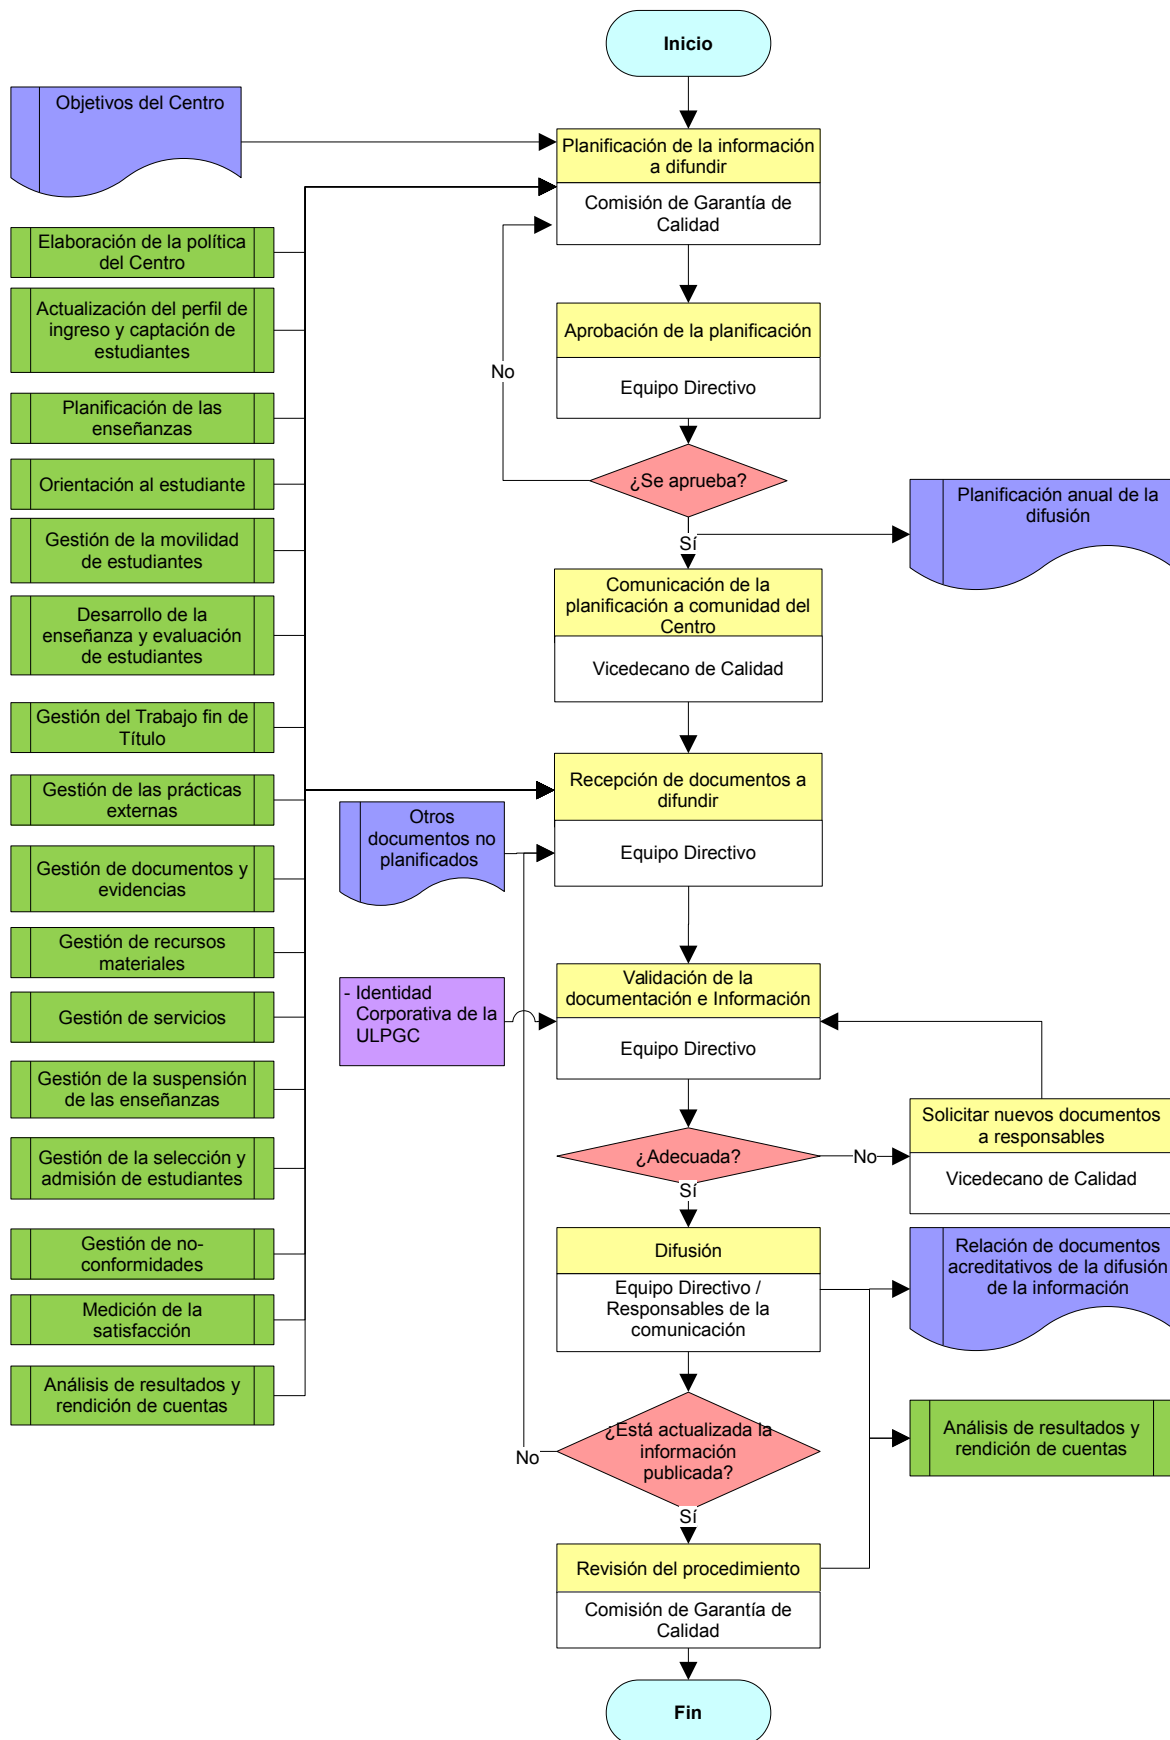 Inicio
Objetivos del Centro
Planificación de la información
a difundir
Comisión de Garantía de
Calidad
Elaboración de la política
del Centro
Actualización del perfil de
ingreso y captación de
estudiantes
Aprobación de la planificación
Equipo Directivo
No
Planificación de las
enseñanzas
¿Se aprueba?
Orientación al estudiante
Planificación anual de la
difusión
Sí
Gestión de la movilidad
de estudiantes
Comunicación de la
planificación a comunidad del
Centro
Vicedecano de Calidad
Desarrollo de la
enseñanza y evaluación
de estudiantes
Gestión del Trabajo fin de
Título
Recepción de documentos a
difundir
Equipo Directivo
Gestión de las prácticas
externas
Otros
documentos no
planificados
Gestión de documentos y
evidencias
Gestión de recursos
materiales
Validación de la
documentación e Información
Equipo Directivo
- Identidad
Corporativa de la
ULPGC
Gestión de servicios
Gestión de la suspensión
de las enseñanzas
Solicitar nuevos documentos
a responsables
Vicedecano de Calidad
¿Adecuada?
No
Sí
Gestión de la selección y
admisión de estudiantes
Gestión de no-
conformidades
Difusión
Equipo Directivo /
Responsables de la
comunicación
Relación de documentos
acreditativos de la difusión
de la información
Medición de la
satisfacción
Análisis de resultados y
rendición de cuentas
¿Está actualizada la
información
publicada?
No
Análisis de resultados y
rendición de cuentas
Sí
Revisión del procedimiento
Comisión de Garantía de
Calidad
Fin